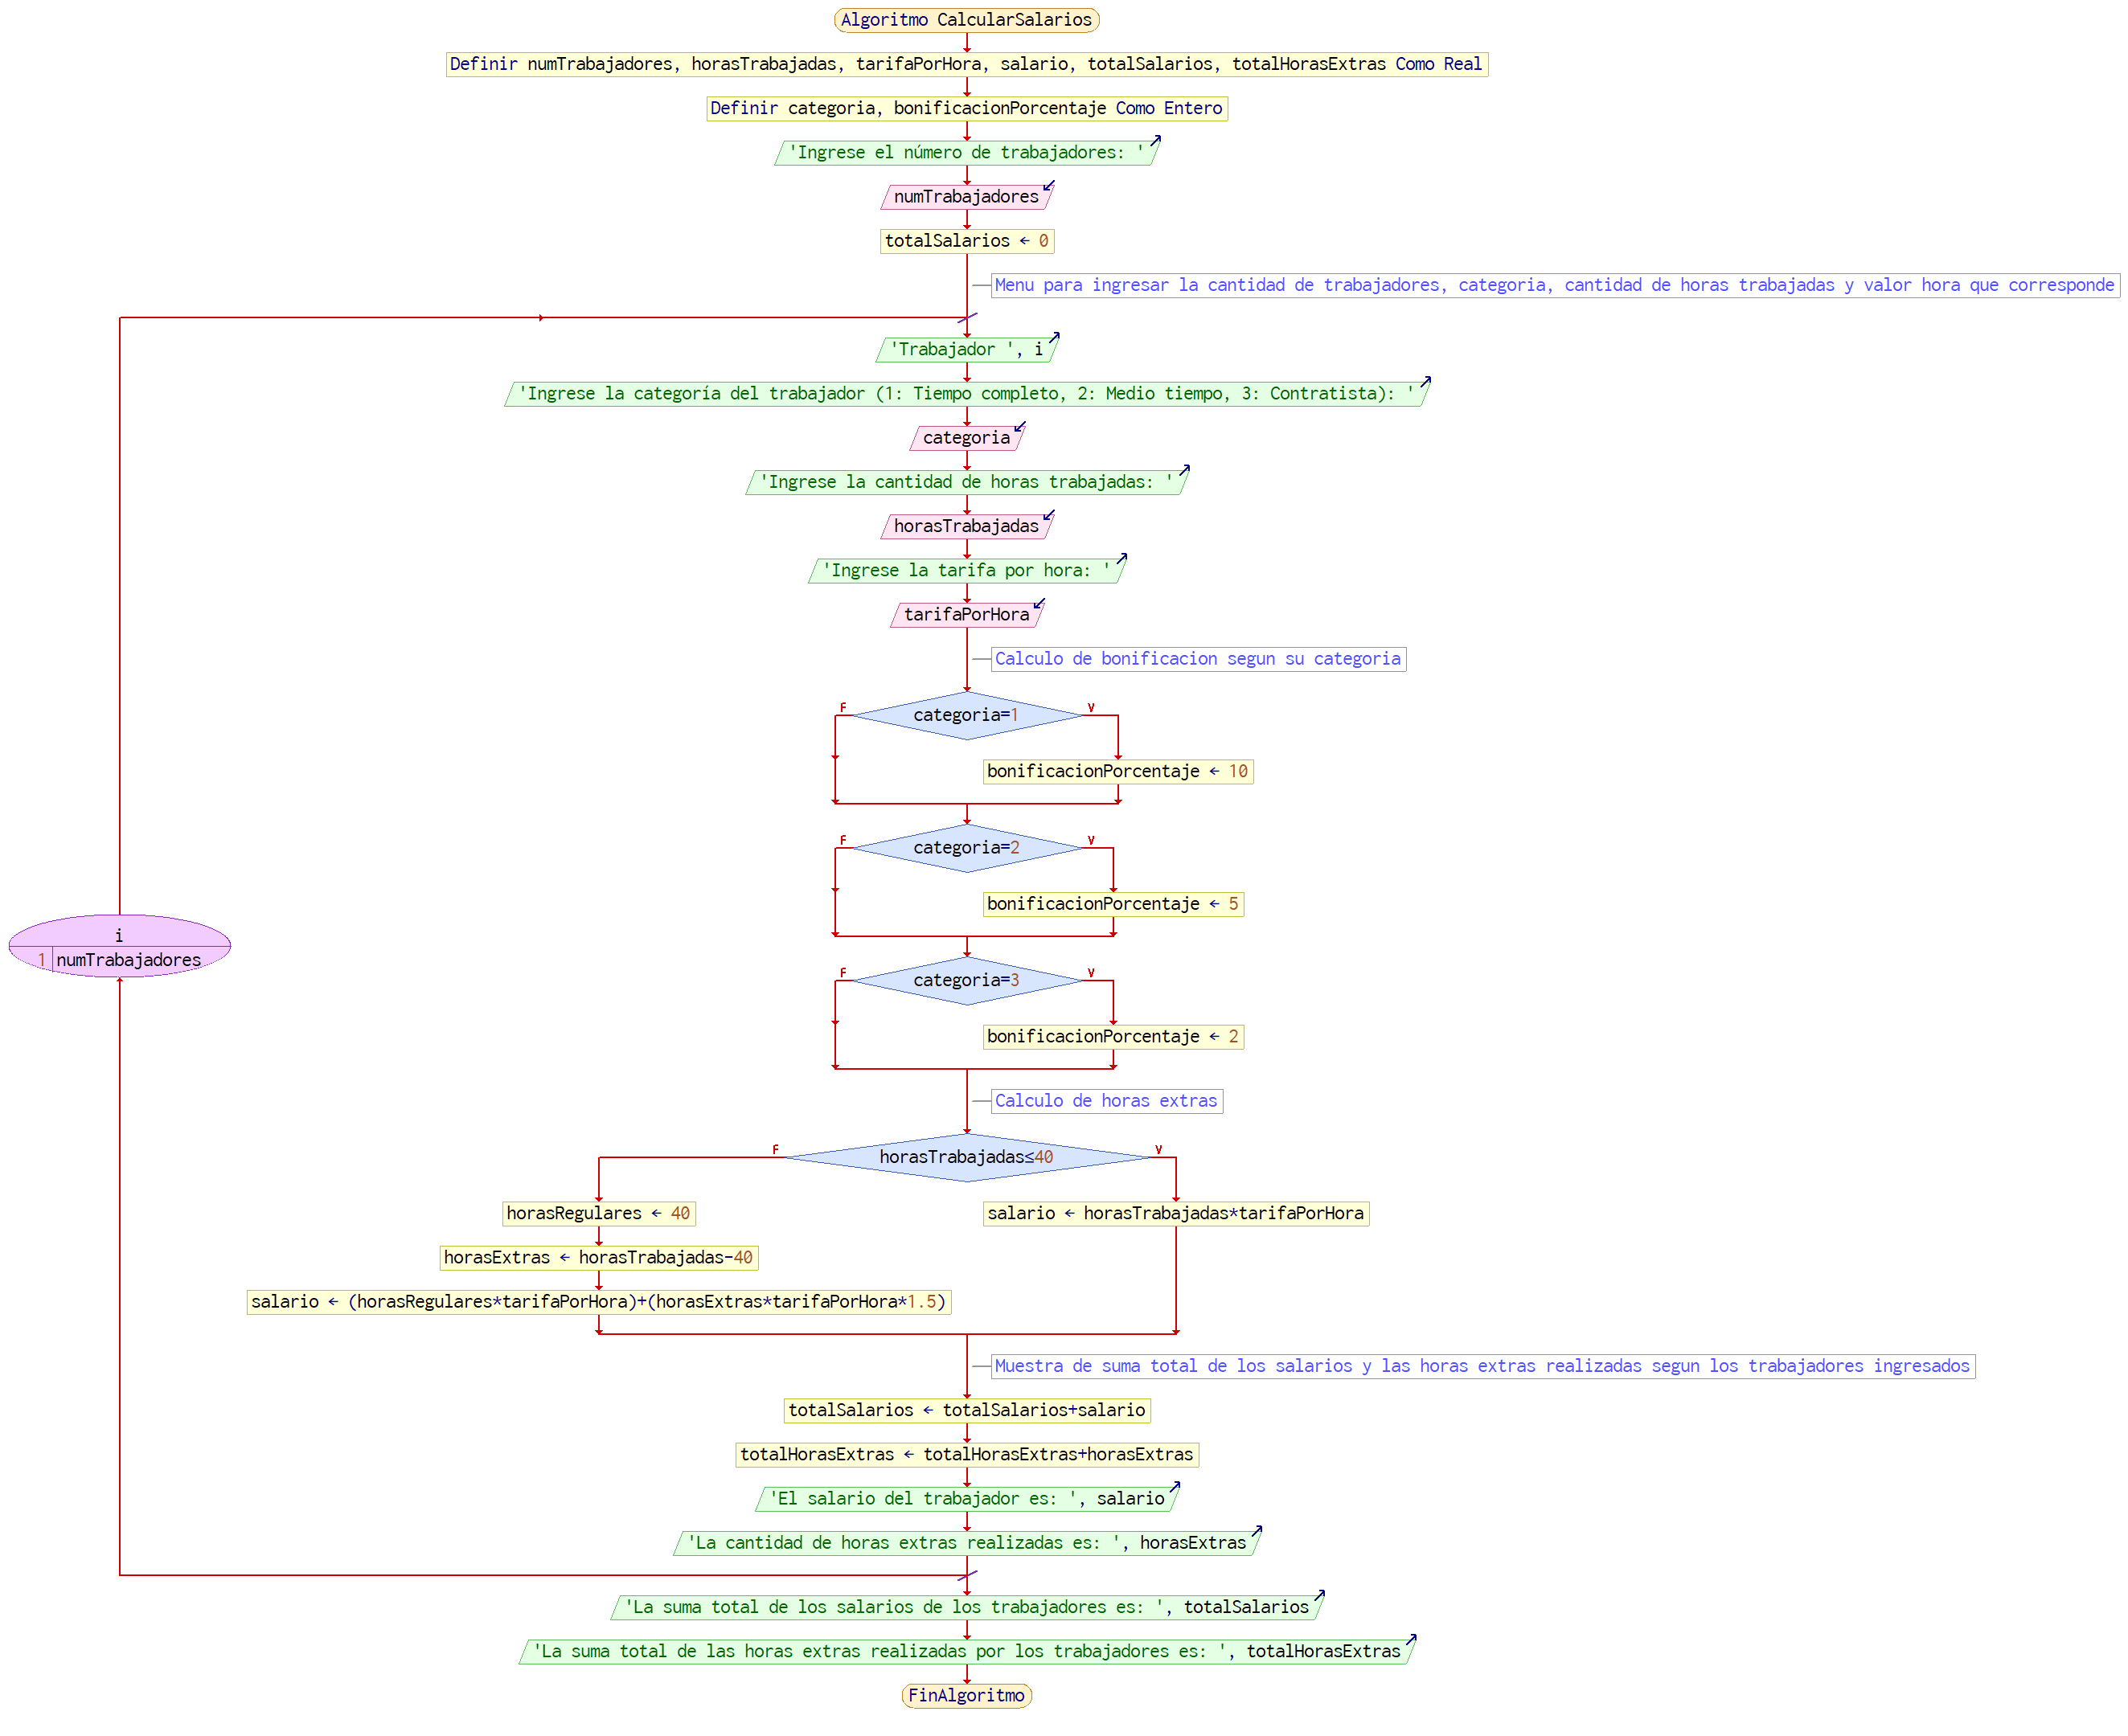 Algoritmo CalcularSalarios
Definir numTrabajadores, horasTrabajadas, tarifaPorHora, salario, totalSalarios, totalHorasExtras Como Real
Definir categoria, bonificacionPorcentaje Como Entero
'Ingrese el número de trabajadores: '
numTrabajadores
totalSalarios ← 0
Menu para ingresar la cantidad de trabajadores, categoria, cantidad de horas trabajadas y valor hora que corresponde
'Trabajador ', i
'Ingrese la categoría del trabajador (1: Tiempo completo, 2: Medio tiempo, 3: Contratista): '
categoria
'Ingrese la cantidad de horas trabajadas: '
horasTrabajadas
'Ingrese la tarifa por hora: '
tarifaPorHora
Calculo de bonificacion segun su categoria
F
V
categoria=1
bonificacionPorcentaje ← 10
F
V
categoria=2
bonificacionPorcentaje ← 5
i
1 numTrabajadores
F
V
categoria=3
bonificacionPorcentaje ← 2
Calculo de horas extras
F
V
horasTrabajadas≤40
horasRegulares ← 40
salario ← horasTrabajadas*tarifaPorHora
horasExtras ← horasTrabajadas-40
salario ← (horasRegulares*tarifaPorHora)+(horasExtras*tarifaPorHora*1.5)
Muestra de suma total de los salarios y las horas extras realizadas segun los trabajadores ingresados
totalSalarios ← totalSalarios+salario
totalHorasExtras ← totalHorasExtras+horasExtras
'El salario del trabajador es: ', salario
'La cantidad de horas extras realizadas es: ', horasExtras
'La suma total de los salarios de los trabajadores es: ', totalSalarios
'La suma total de las horas extras realizadas por los trabajadores es: ', totalHorasExtras
FinAlgoritmo